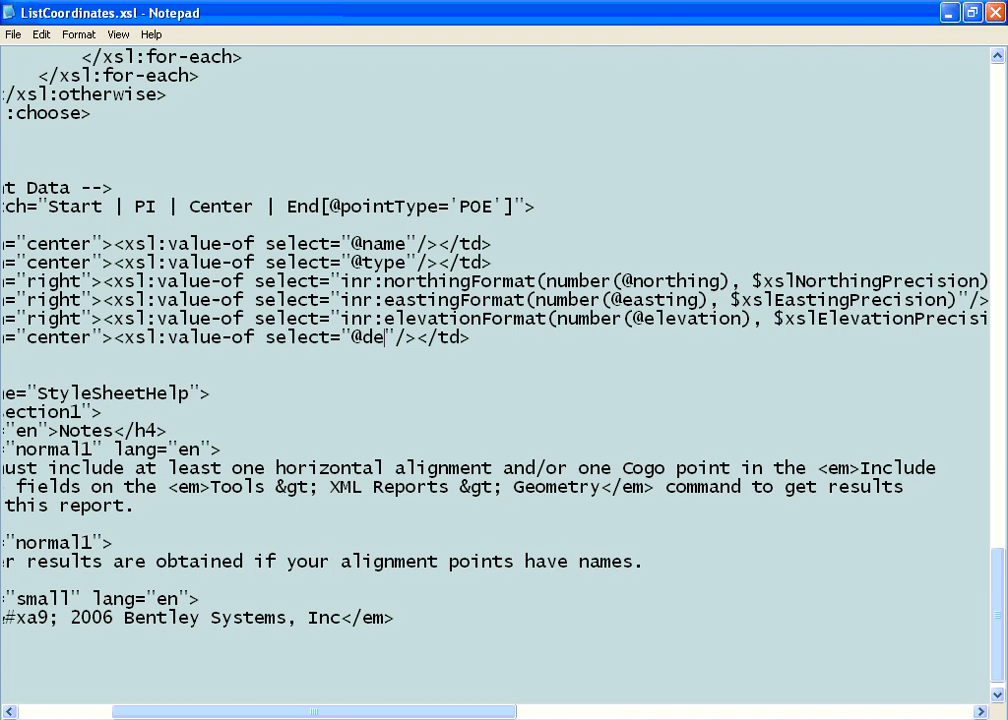 ListCoordinates.xsl - Notepad
File Edit Format View Help
</xsl:for-each>
</xsl:for-each>
/xsl:otherwise>
:choose>
t Data -->
ch="Start | PI | Center | End[@pointType='POE']">
="center"><xsl:value-of select="@name"/></td>
="center"><xsl:value-of select="@type"/></td>
="right"><xsl:value-of select="inr:northingFormat(number(@northing), $xslNorthingPrecision)
="right"><xsl:value-of select="inr:eastingFormat(number(@easting), $xslEastingPrecision)"/>
="right"><xsl:value-of select="inr:elevationFormat(number(@elevation), $xslElevationPrecisi
="center"><xsl:value-of select="@de"/></td>
e="StyleSheetHelp">
ection1">
"en">Notes</h4>
"normal1" lang="en">
ust include at least one horizontal alignment and/or one Cogo point in the <em>Include
fields on the <em>Tools &gt; XML Reports &gt; Geometry</em> command to get results
this report.
"normal1">
r results are obtained if your alignment points have names.
"small" lang="en">
#xa9; 2006 Bentley Systems, Inc</em>